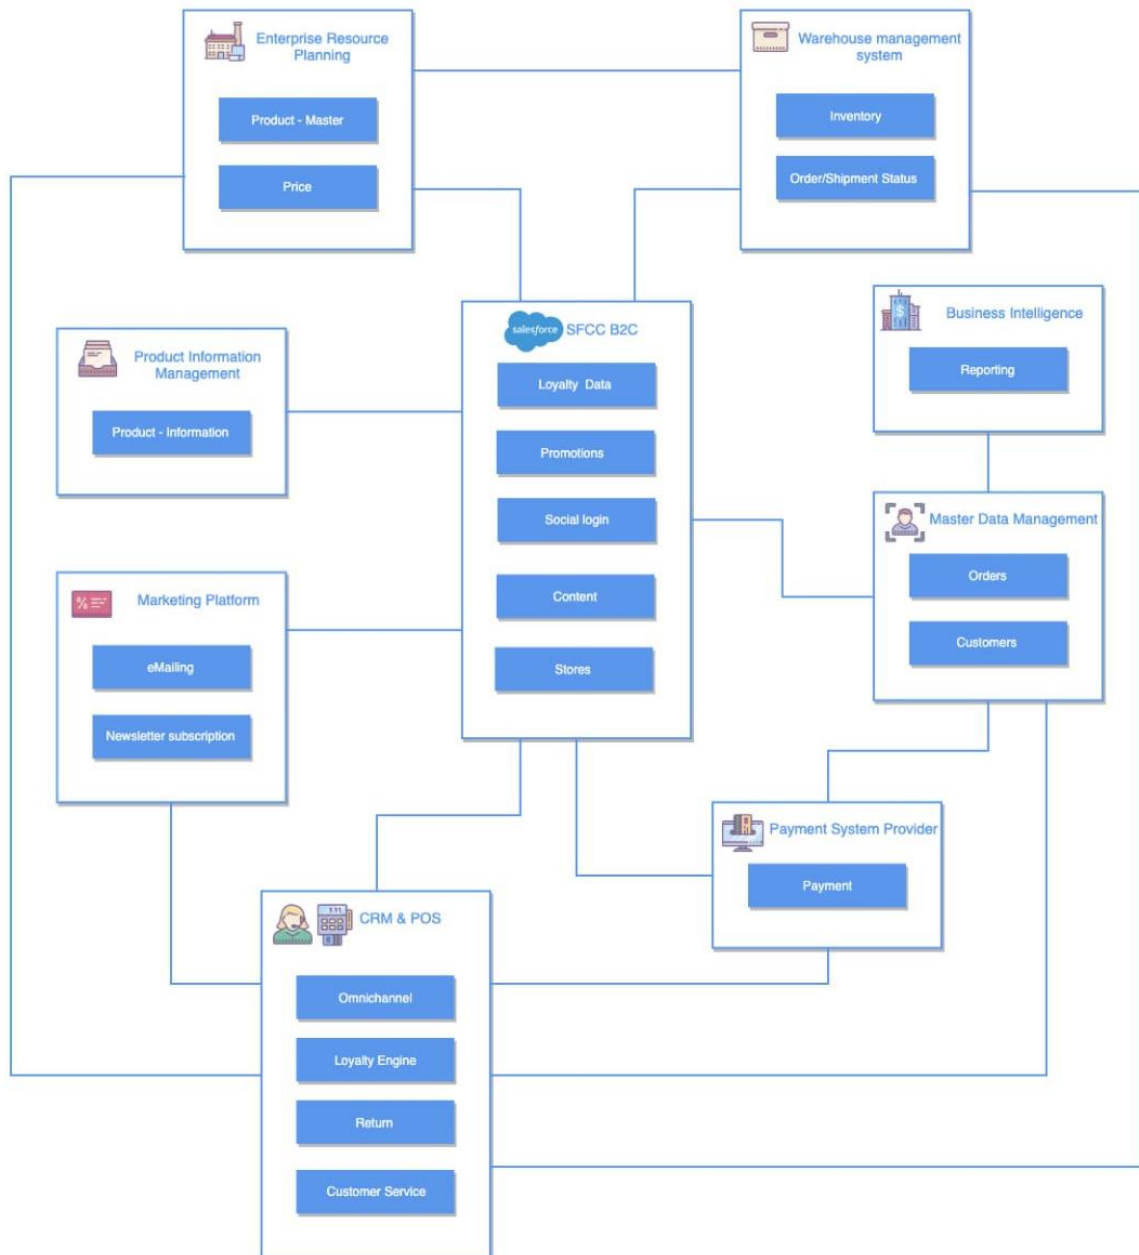 Enterprise Resource
Planning
Product - Master
Price
Warehouse management
system
Inventory
Order/Shipment Status
salesforce
SFCC B2C
Loyalty  Data
Promotions
Social login
Content
Stores
Business Intelligence
$
Reporting
Product Information
Management
Product - Information
Master Data Management
Orders
Customers
%
Marketing Platform
eMailing
Newsletter subscription
Payment System Provider
Payment
CRM & POS
Omnichannel
Loyalty Engine
Return
Customer Service